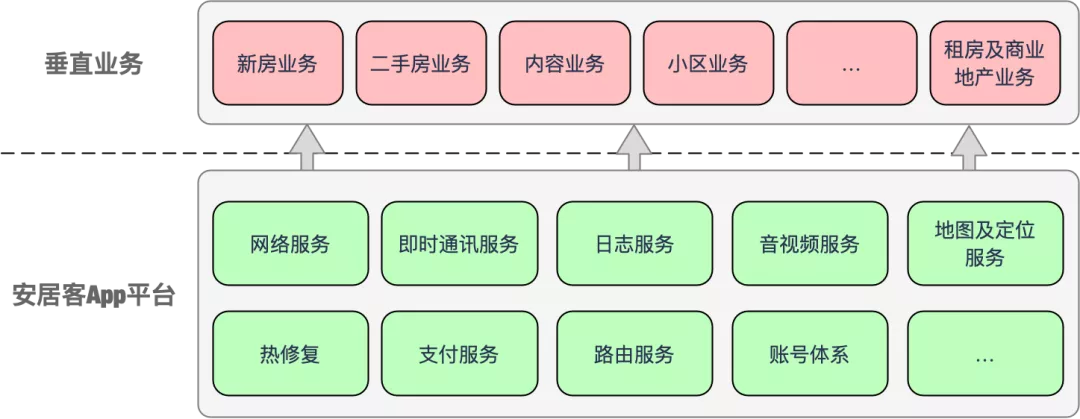 垂直业务
新房业务
二手房业务
内容业务
小区业务
...
租房及商业
地产业务
安居客App平台
网络服务
即时通讯服务
日志服务
音视频服务
地图及定位
服务
热修复
支付服务
路由服务
账号体系
...